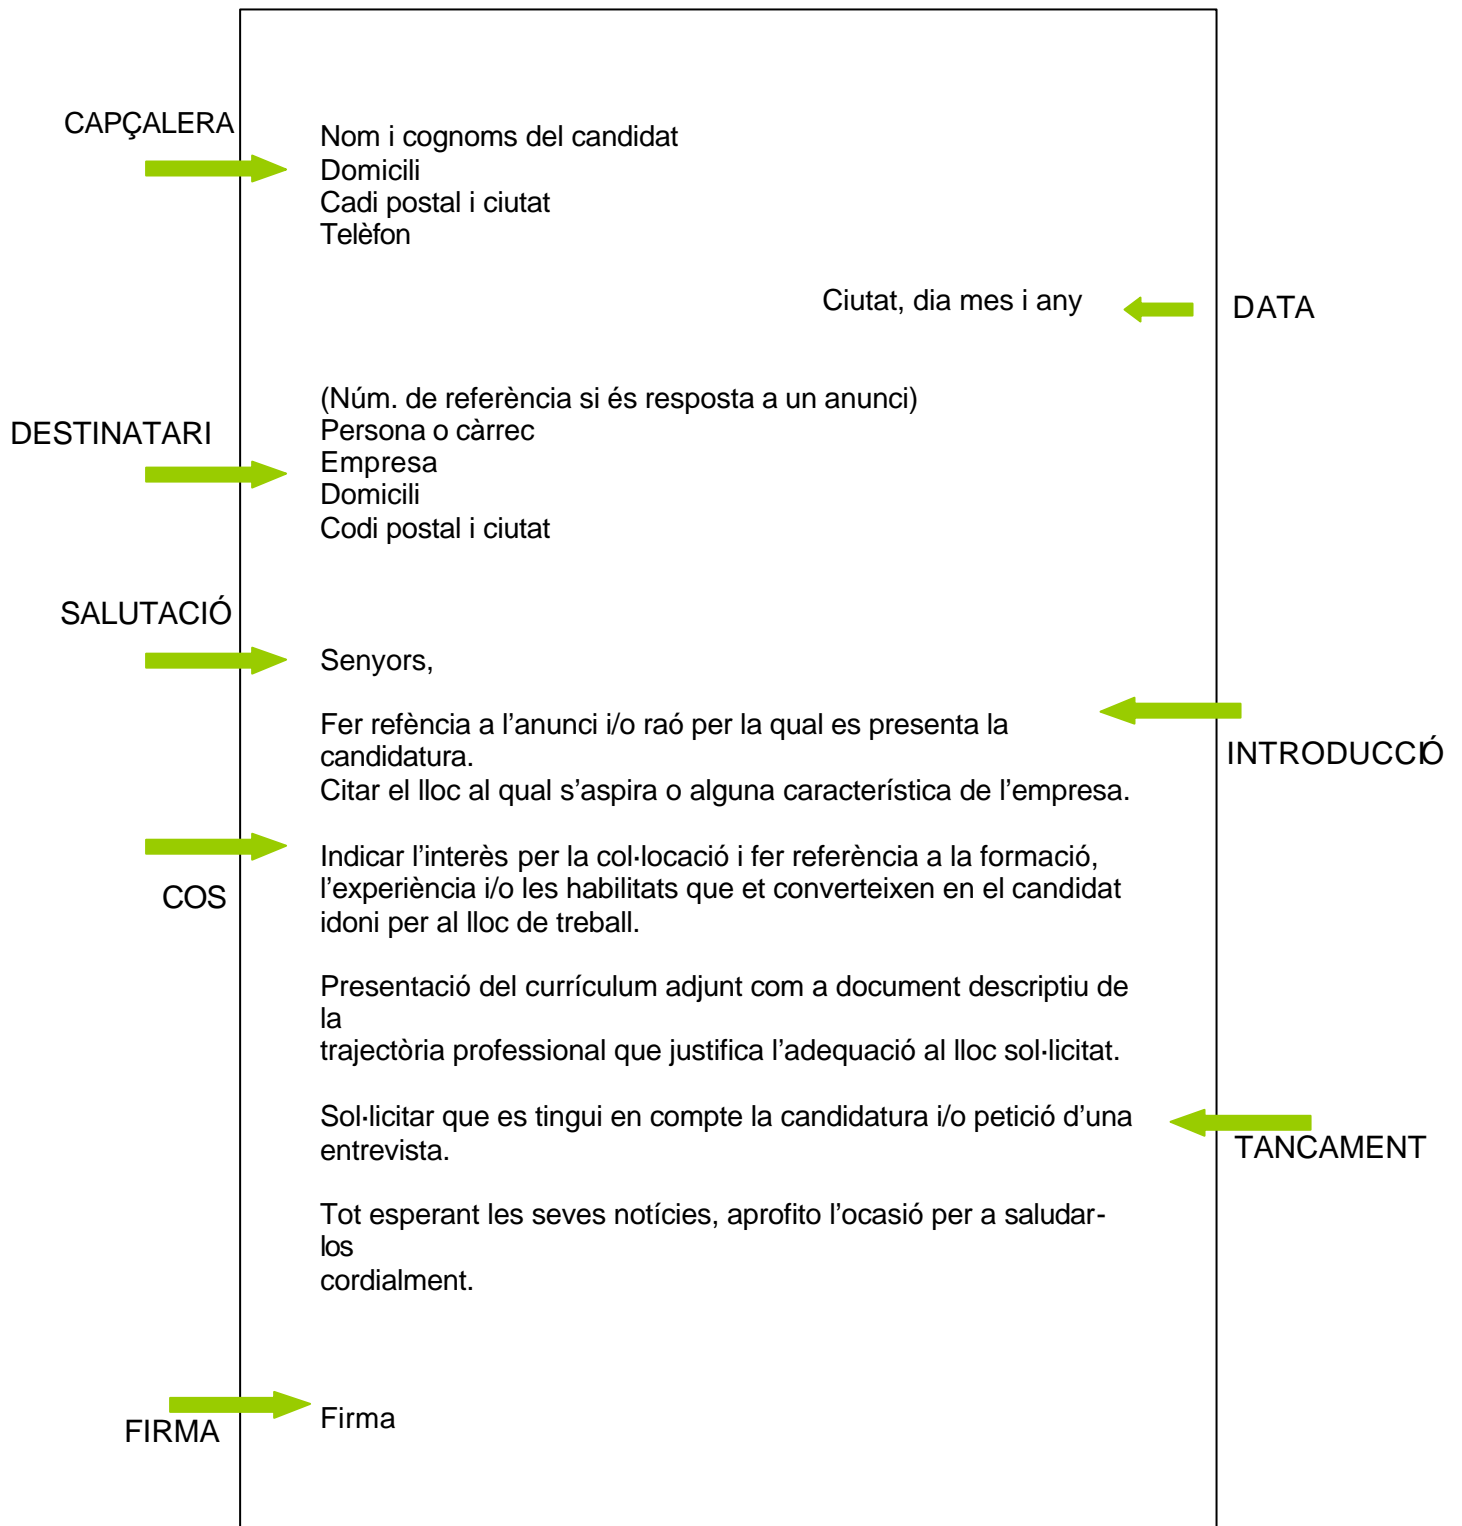 CAPÇALERA
Nom i cognoms del candidat
Domicili
Cadi postal i ciutat
Telèfon
Ciutat, dia mes i any
DATA
(Núm. de referència si és resposta a un anunci)
DESTINATARI
Persona o càrrec
Empresa
Domicili
Codi postal i ciutat
SALUTACIÓ
Senyors,
Fer refència a l’anunci i/o raó per la qual es presenta la
candidatura.
INTRODUCCIÓ
Citar el lloc al qual s’aspira o alguna característica de l’empresa.
Indicar l’interès per la col·locació i fer referència a la formació,
l’experiència i/o les habilitats que et converteixen en el candidat
COS
idoni per al lloc de treball.
Presentació del currículum adjunt com a document descriptiu de
la
trajectòria professional que justifica l’adequació al lloc sol·licitat.
Sol·licitar que es tingui en compte la candidatura i/o petició d’una
entrevista.
TANCAMENT
Tot esperant les seves notícies, aprofito l’ocasió per a saludar-
los
cordialment.
Firma
FIRMA